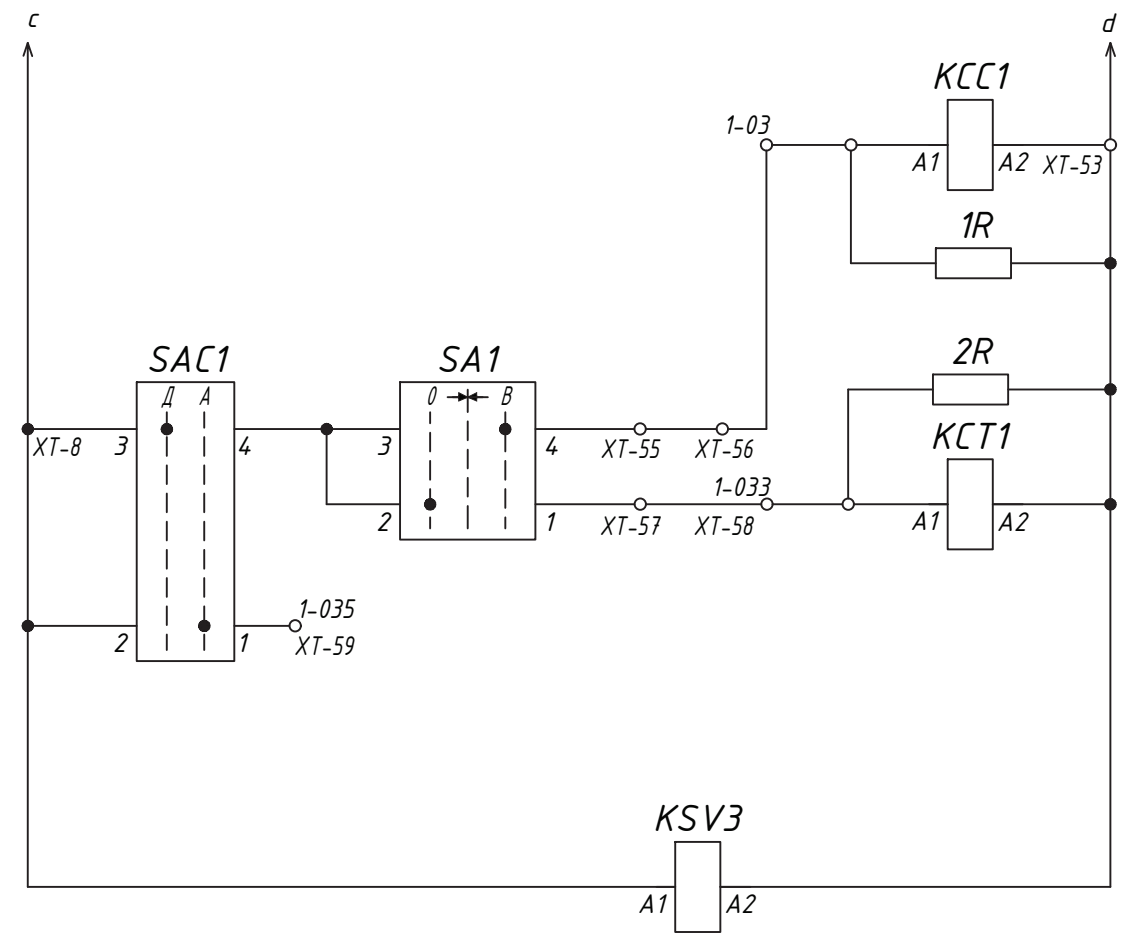 c
d
KCC1
1-03
A1
A2
XT-53
1R
2R
SAC1
SA1
Д
А
О
В
XT-8
3
4
3
4
XT-55
XT-56
KCT1
1-033
2
1
XT-57
XT-58
A1
A2
1-035
2
1
XT-59
KSV3
A1
A2